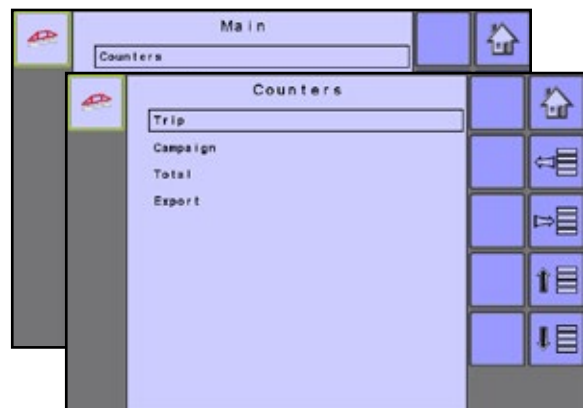 Main
Counters
Counters
Trip
Campaign
Total
Export